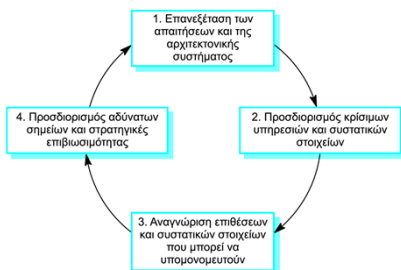 1. Επανεξέταση των
απαιτήσεων και της
αρχιτεκτονικής
συστήματος
2. Προσδιορισμός κρίσιμων
υπηρεσιών και συστατικών
στοιχείων
3. Αναγνώριση επιθέσεων
και συστατικών στοιχείων
που μπορεί να
υπομονομευτούν
4. Προσδιορισμός αδύνατων
σημείων και στρατηγικές
επιβιωσιμότητας